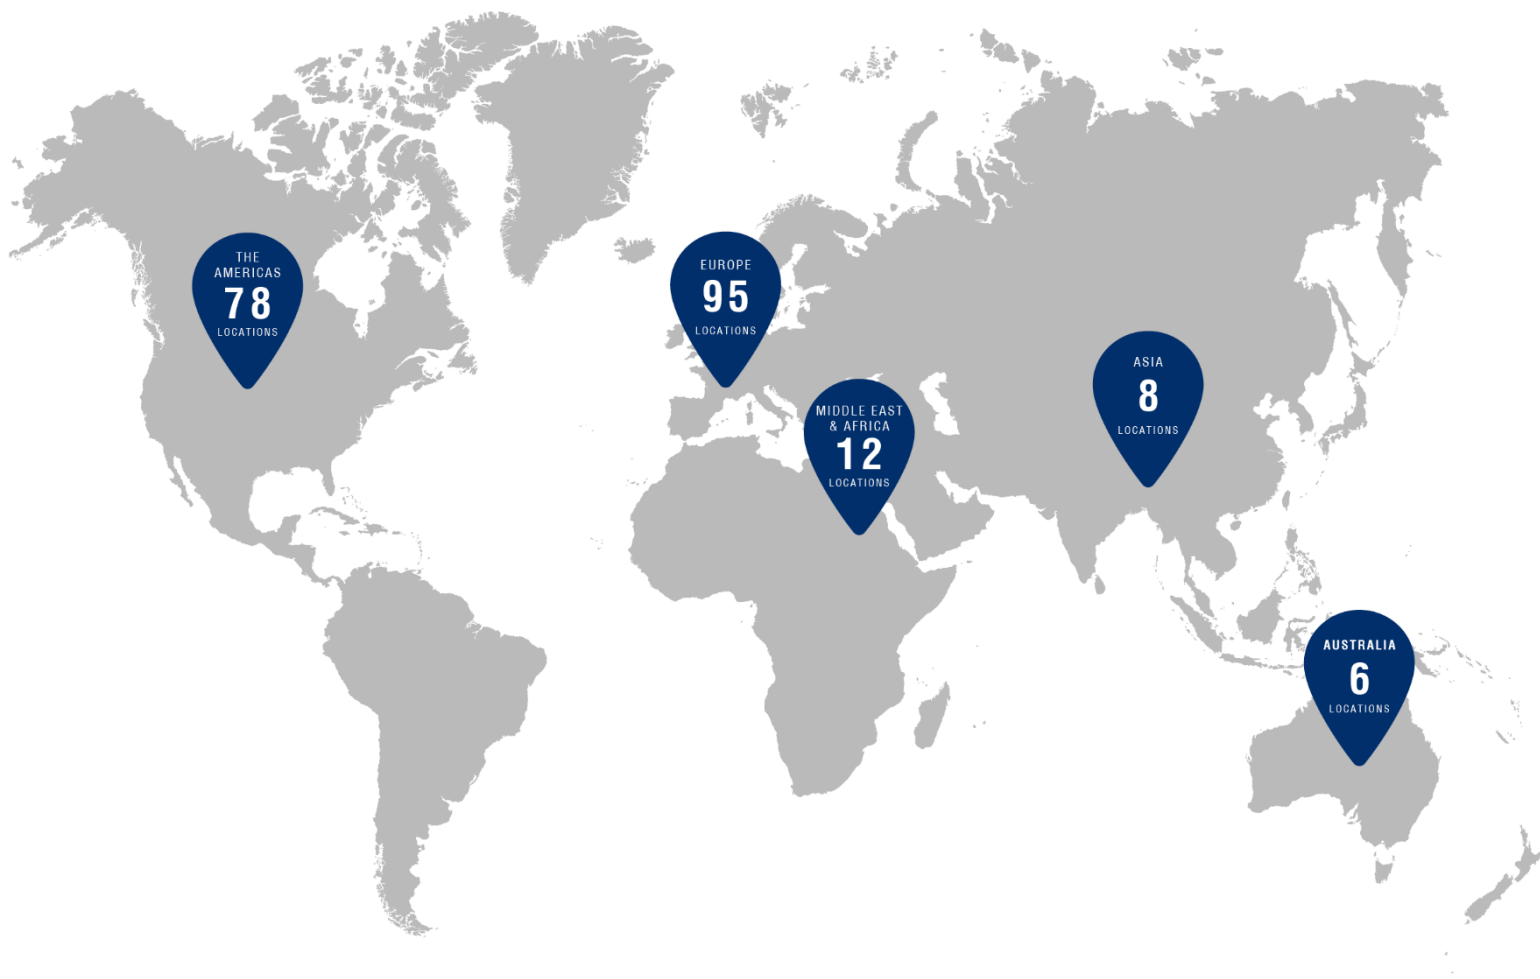 THE
AMERICAS
78
LOCATIONS
EUROPE
95
LOCATIONS
MIDDLE EAST
& AFRICA
12
LOCATIONS
ASIA
8
LOCATIONS
AUSTRALIA
6
LOCATIONS